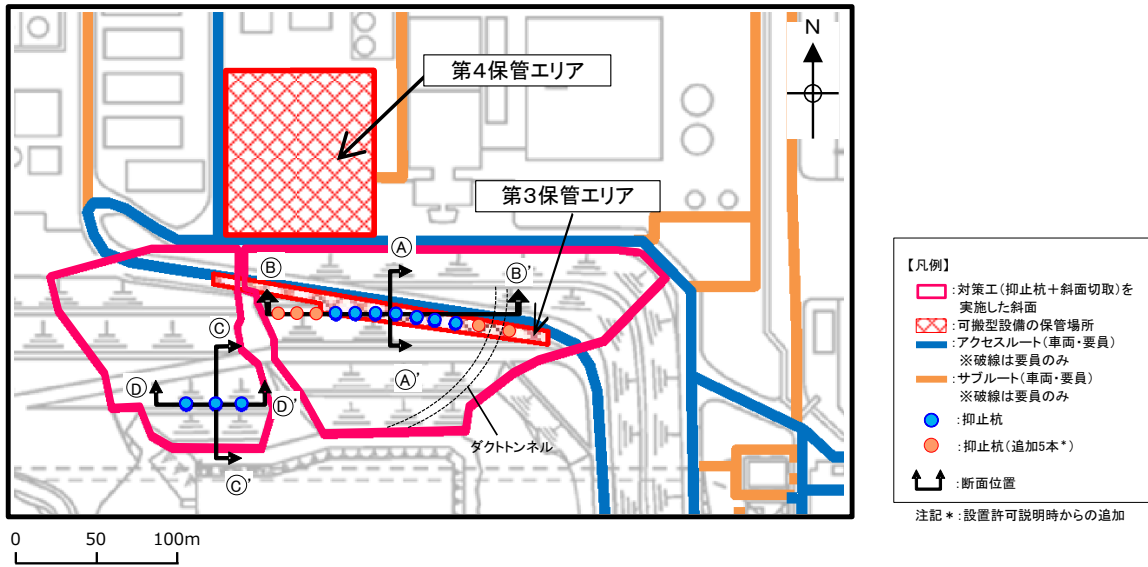 第4保管エリア
N
第3保管エリア
Ⓐ
Ⓑ
Ⓑ'
Ⓒ
Ⓐ'
Ⓓ
Ⓓ'
ダクトトンネル
Ⓒ'
0 50 100m
【凡例】
:対策工(抑止杭+斜面切取)を
実施した斜面
:可搬型設備の保管場所
:アクセスルート(車両・要員)
※破線は要員のみ
:サブルート(車両・要員)
※破線は要員のみ
:抑止杭
:抑止杭(追加5本*)
:断面位置
注記*:設置許可説明時からの追加